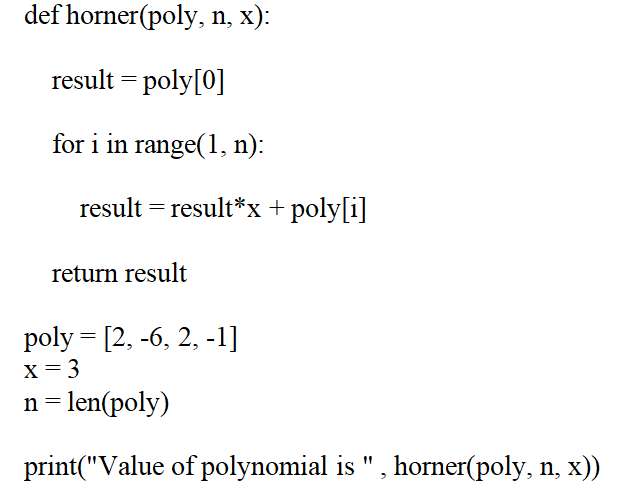 def horner(poly, n, x):
result = poly[0]
for i in range(1, n):
result = result*x + poly[i]
return result
poly = [2, -6, 2, -1]
x = 3
n = len(poly)
print("Value of polynomial is " , horner(poly, n, x))